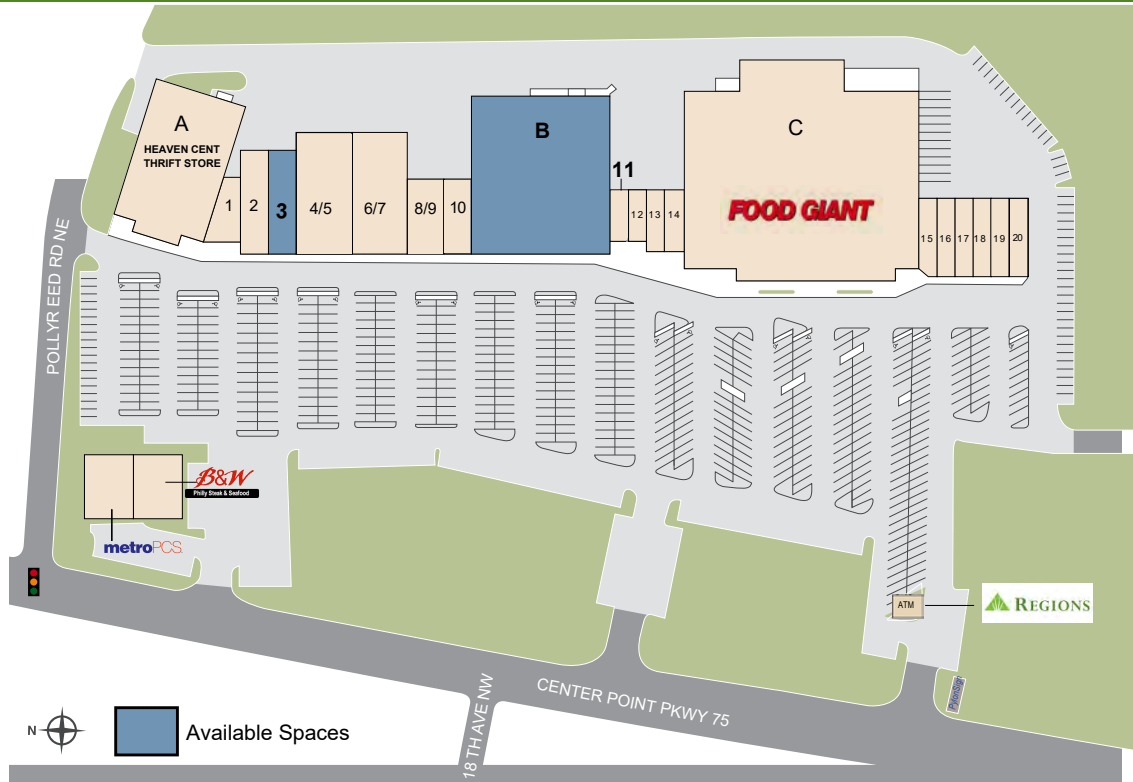 A
HEAVEN CENT
THRIFT STORE
1
2
3
4/5
6/7
8/9
10
B
11
12
13
14
C
FOOD GIANT
15
16
17
18
19
20
POLLYREED RD NE
B&W
Philly Steak & Seafood
metroPCS.
ATM
REGIONS
PylonSign
CENTER POINT PKWY 75
18 TH AVE NW
N
Available Spaces